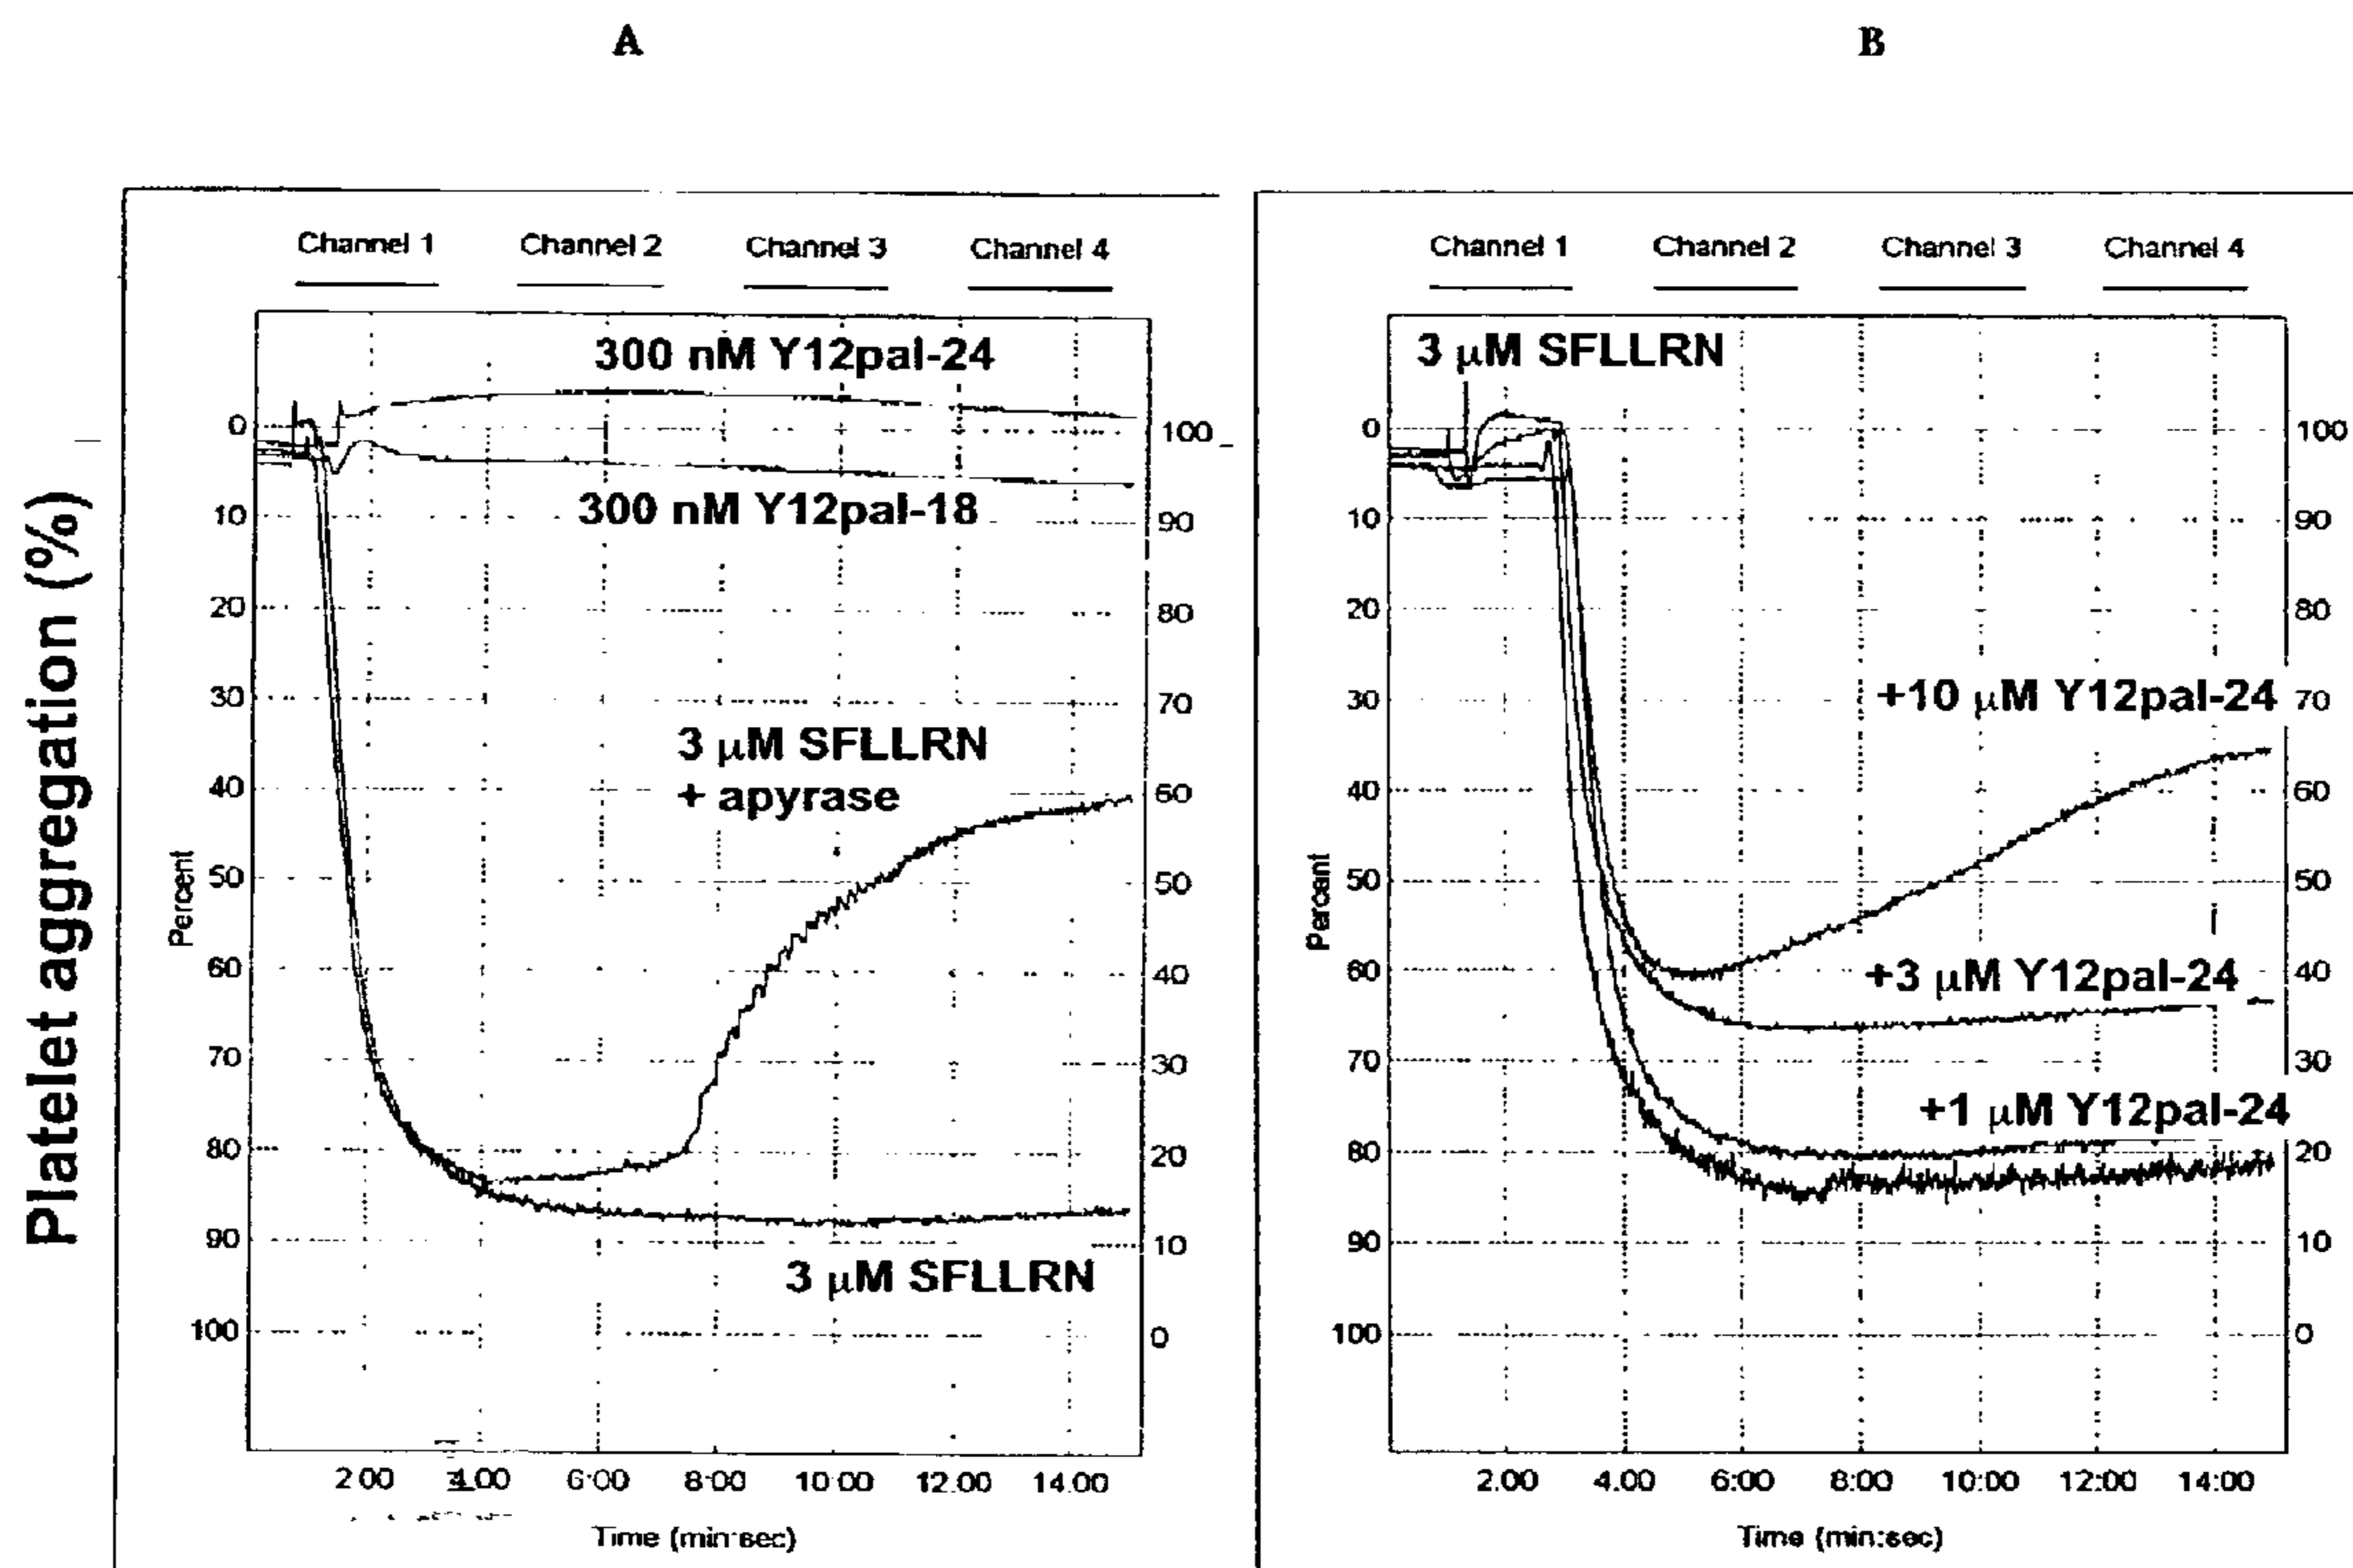 A
B
Platelet aggregation (%)
Channel 1 Channel 2 Channel 3 Channel 4
300 nM Y12pal-24
300 nM Y12pal-18
3 μM SFLLRN
+ apyrase
3 μM SFLLRN
Percent
0
10
20
30
40
50
60
70
80
90
100
100
90
80
70
60
50
40
30
20
10
0
2:00 4:00 6:00 8:00 10:00 12:00 14:00
Time (min:sec)
Channel 1 Channel 2 Channel 3 Channel 4
3 μM SFLLRN
+10 μM Y12pal-24
+3 μM Y12pal-24
+1 μM Y12pal-24
Percent
0
10
20
30
40
50
60
70
80
90
100
100
90
80
70
60
50
40
30
20
10
0
2:00 4:00 6:00 8:00 10:00 12:00 14:00
Time (min:sec)